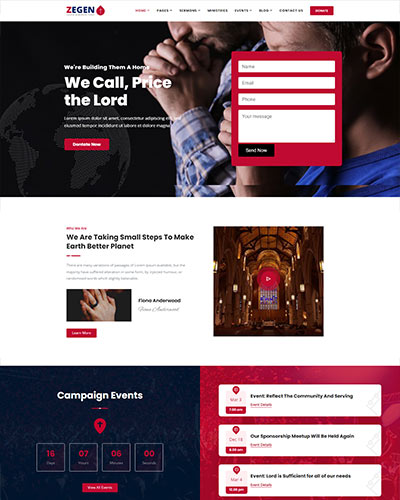 ZEGEN
HOME PAGES SERMONS MINISTRIES EVENTS BLOG CONTACT US DONATE
We're Building Them A Home
We Call, Price
the Lord
Lorem ipsum dolor sit amet, consectetur adipiscing elit,
eiusmod tempor incididunt ut labore et dolore magna
Dontate Now
Name
Email
Phone
Your message
Send Now
Who We Are
We Are Taking Small Steps To Make
Earth Better Planet
There are many variations of passages of Lorem Ipsum available, but the
majority have suffered alteration in some form, by injected humour, or
randomised words which slightly believable.
Fiona Anderwood
Fiona Anderwood
Learn More
Campaign Events
16
Days
07
Hours
06
Minutes
00
Seconds
View All Events
Mar 3
7:00 am
Event: Reflect The Community And Serving
Event Details
Dec 15
8:00 am
Our Sponsorship Meetup Will Be Held Again
Event Details
Mar 4
12:00 pm
Event: Lord is Sufficient for all of our needs
Event Details